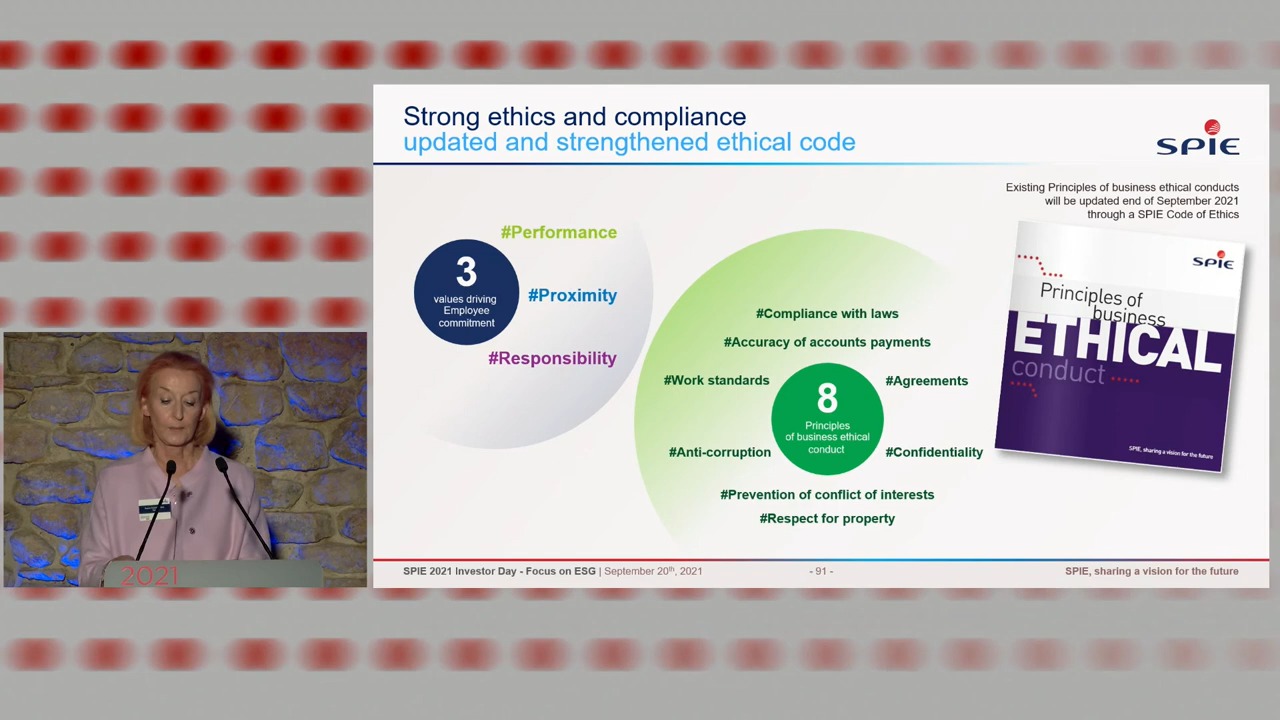 Strong ethics and compliance
updated and strengthened ethical code
SPIE
Existing Principles of business ethical conducts
will be updated end of September 2021
through a SPIE Code of Ethics
#Performance
3
values driving
Employee
commitment
#Proximity
#Responsibility
#Compliance with laws
#Accuracy of accounts payments
#Work standards
#Agreements
8
Principles
of business ethical
conduct
#Anti-corruption
#Confidentiality
#Prevention of conflict of interests
#Respect for property
SPIE
Principles of
business
ETHICAL
conduct
SPIE, sharing a vision for the future
2021
SPIE 2021 Investor Day - Focus on ESG | September 20th, 2021
- 91 -
SPIE, sharing a vision for the future